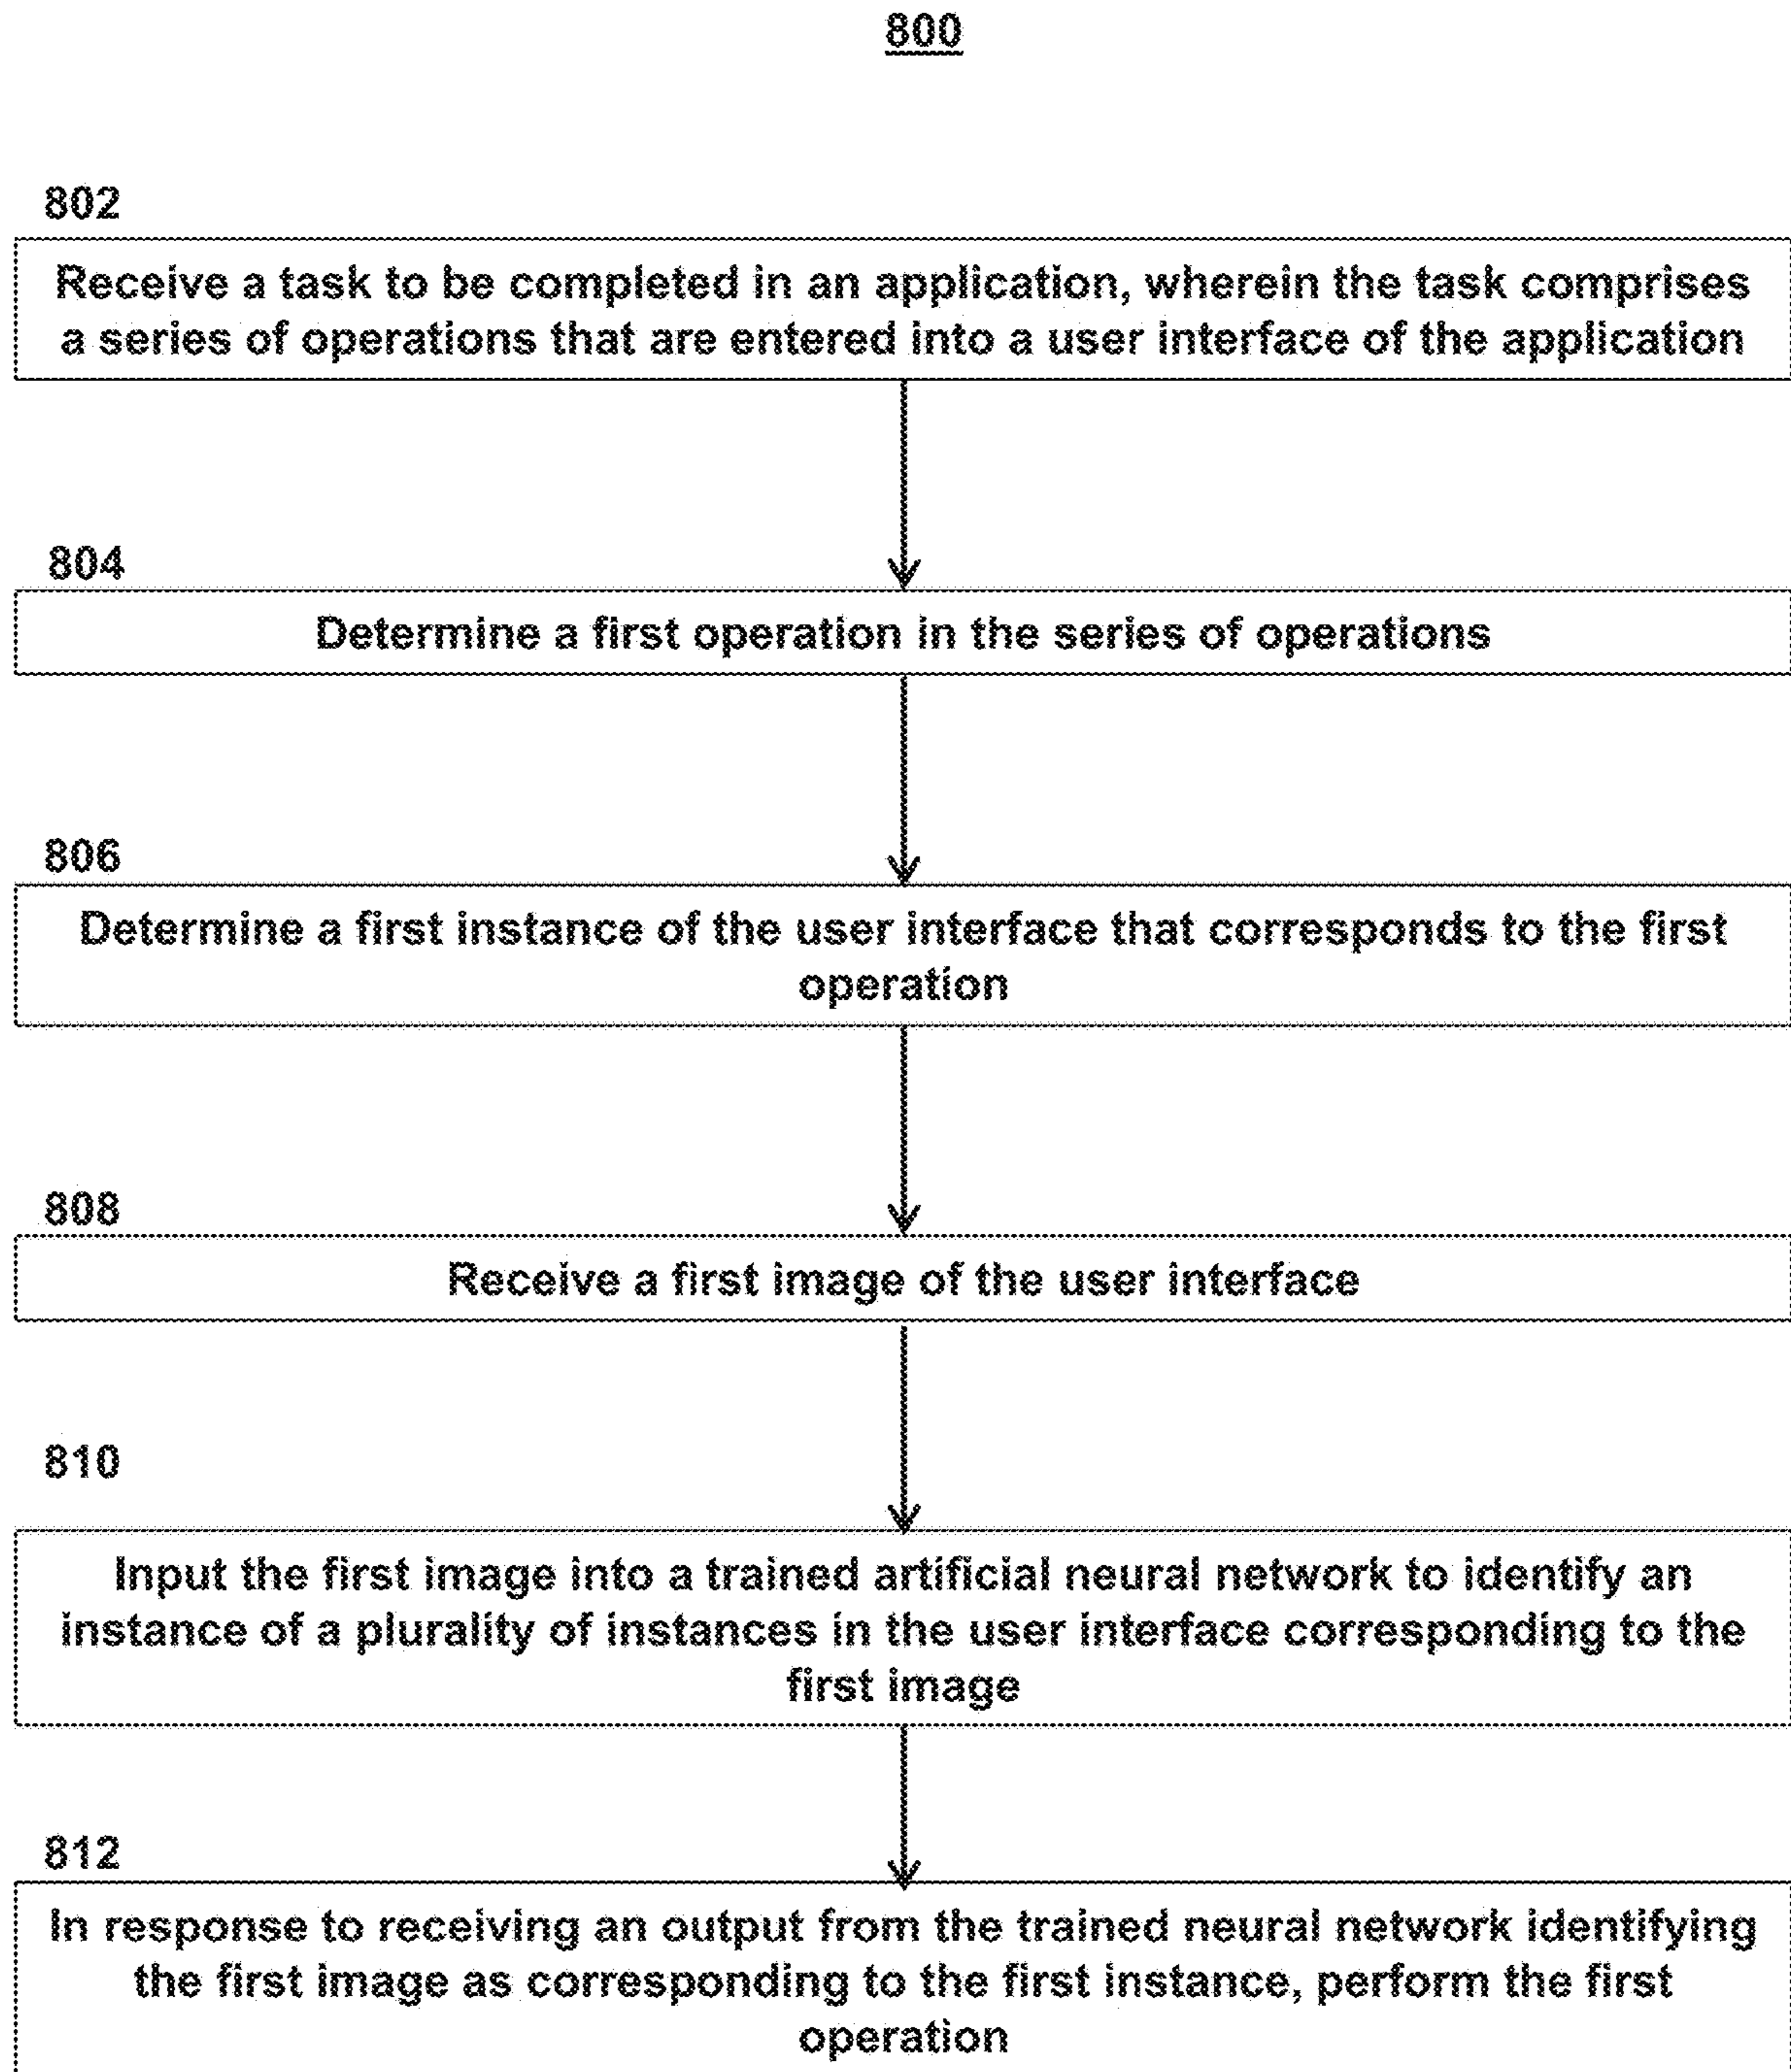 800
802
Receive a task to be completed in an application, wherein the task comprises
a series of operations that are entered into a user interface of the application
804
Determine a first operation in the series of operations
806
Determine a first instance of the user interface that corresponds to the first
operation
808
Receive a first image of the user interface
810
Input the first image into a trained artificial neural network to identify an
instance of a plurality of instances in the user interface corresponding to the
first image
812
In response to receiving an output from the trained neural network identifying
the first image as corresponding to the first instance, perform the first
operation